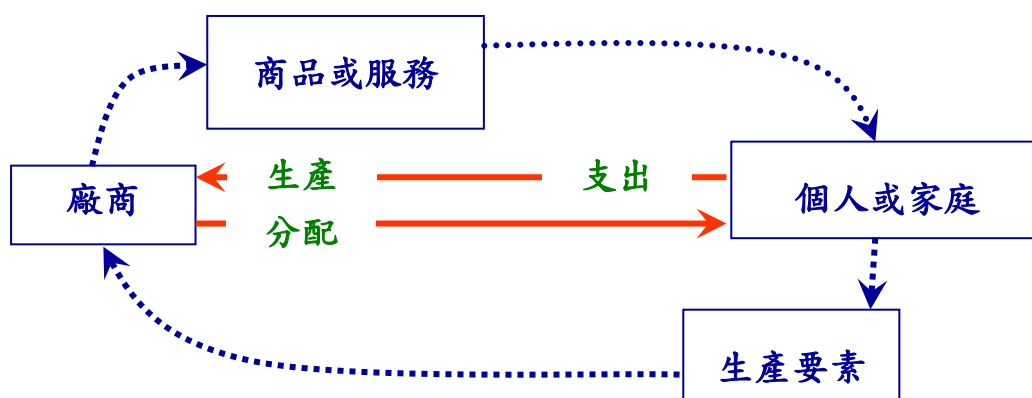 商品或服務
生產
支出
廠商
個人或家庭
分配
生產要素